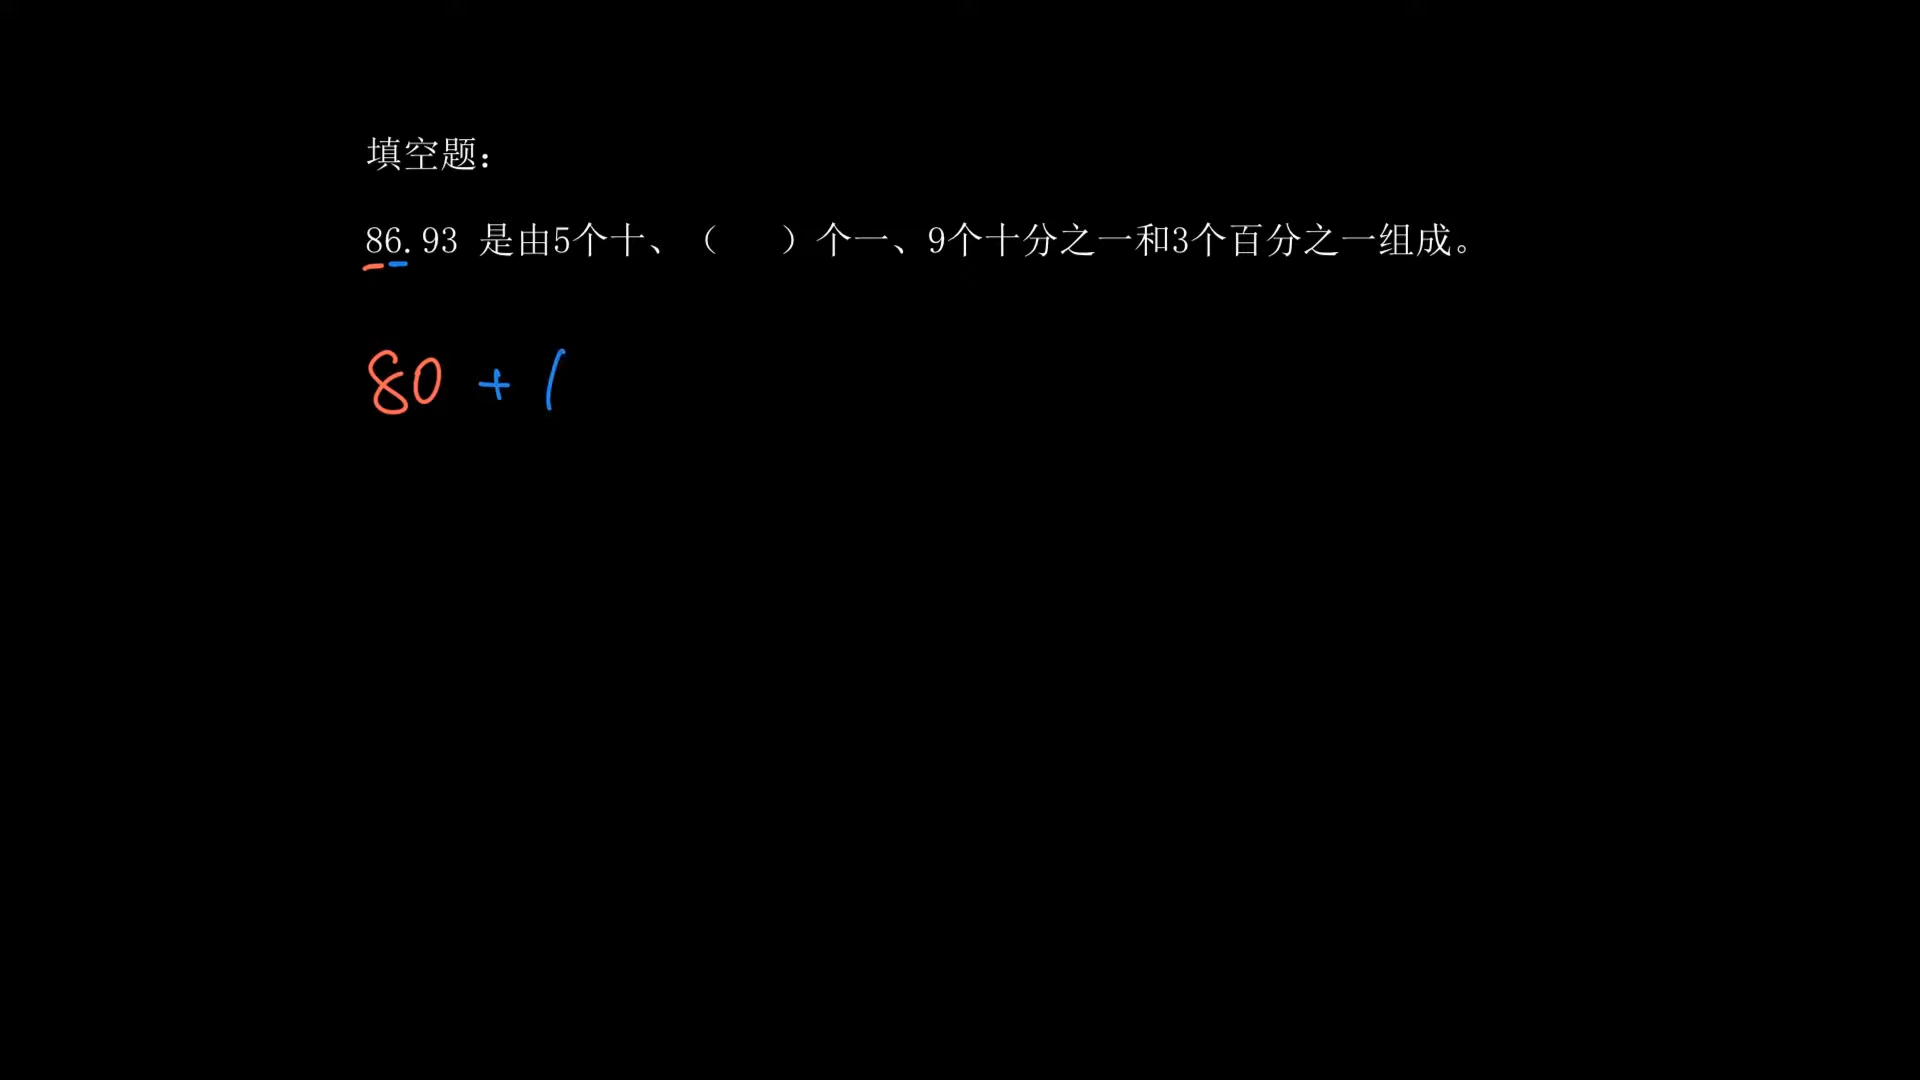 填空题：
86.93 是由5个十、（ ）个一、9个十分之一和3个百分之一组成。
80 + (